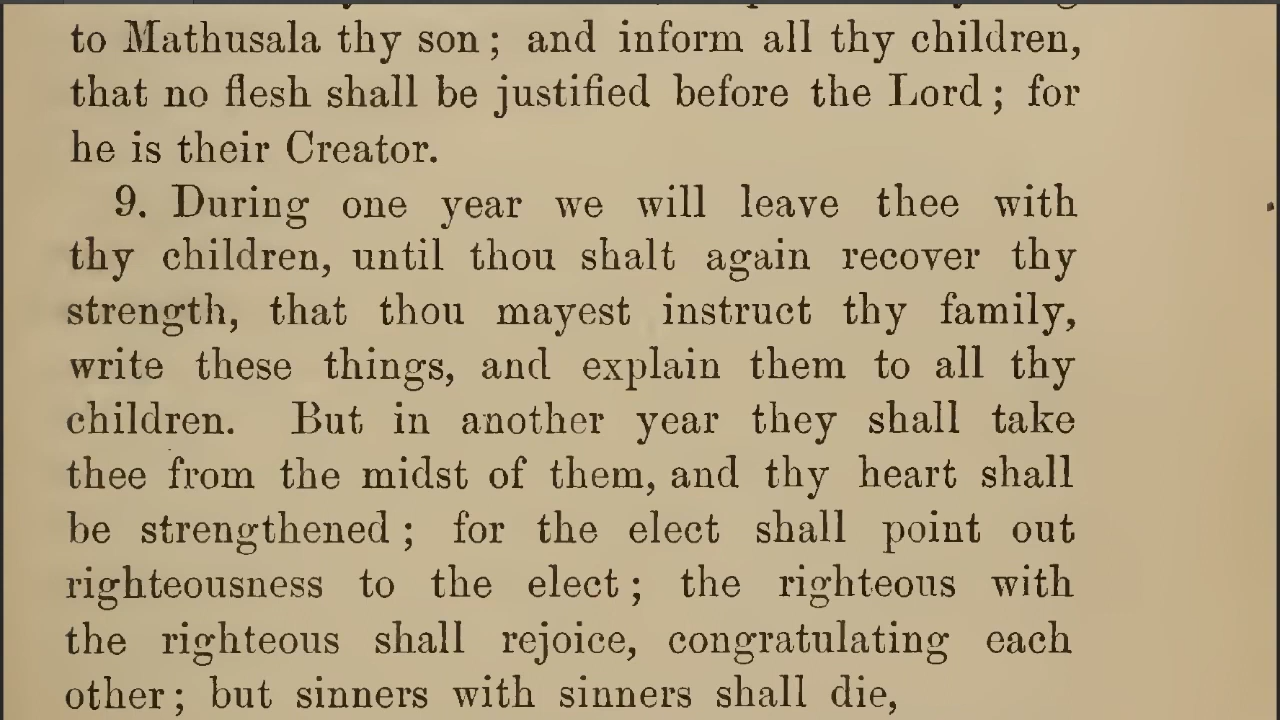 to Mathusala thy son; and inform all thy children,
that no flesh shall be justified before the Lord; for
he is their Creator.
9. During one year we will leave thee with
thy children, until thou shalt again recover thy
strength, that thou mayest instruct thy family,
write these things, and explain them to all thy
children. But in another year they shall take
thee from the midst of them, and thy heart shall
be strengthened; for the elect shall point out
righteousness to the elect; the righteous with
the righteous shall rejoice, congratulating each
other; but sinners with sinners shall die,